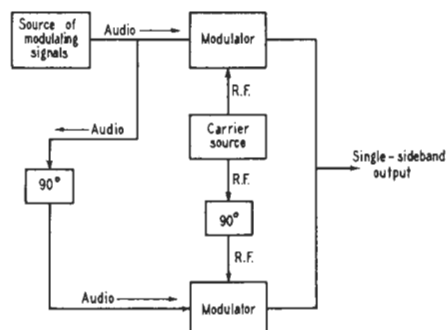 Source of
modulating
signals
Audio
Modulator
R.F.
Audio
Carrier
source
Single-sideband
output
90°
R.F.
90°
R.F.
Audio
Modulator